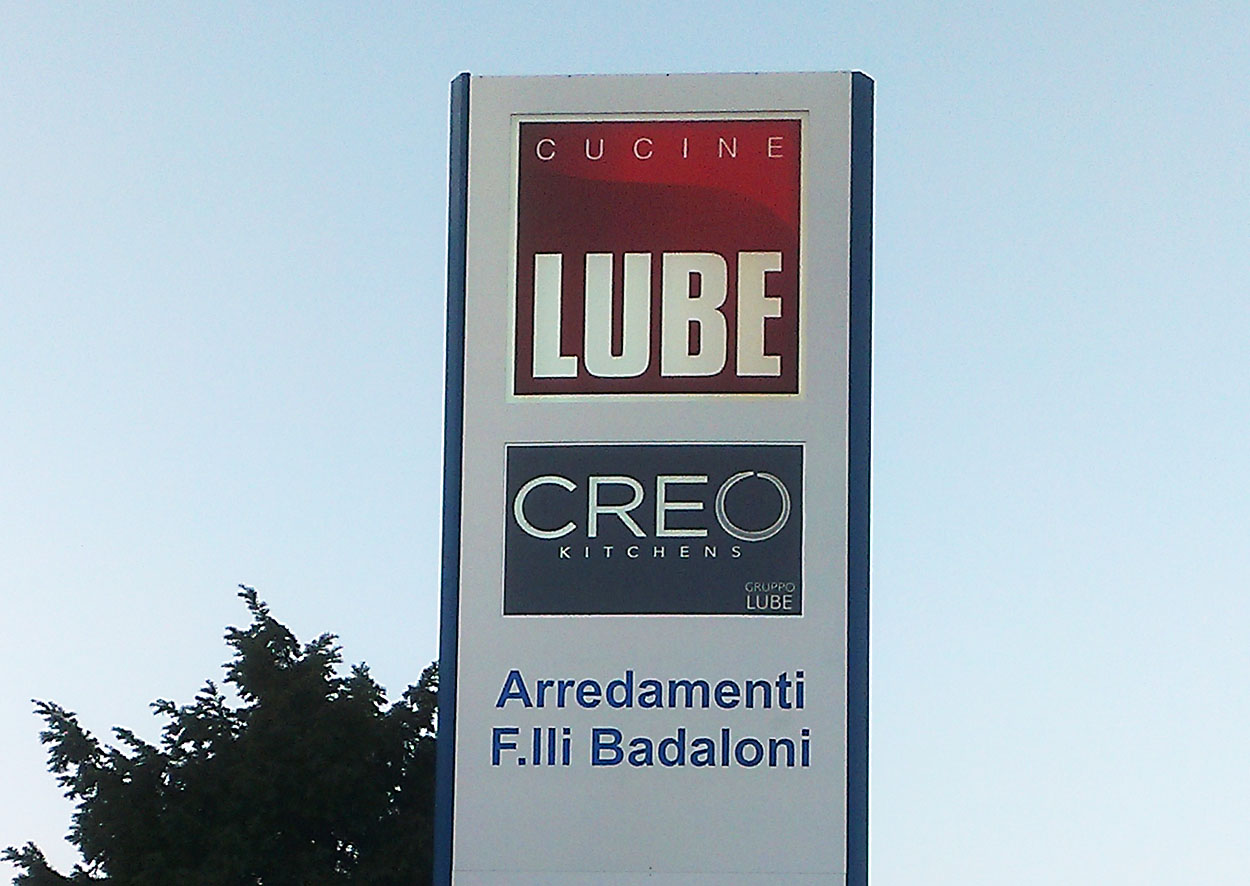 CUCINE
LUBE
CREO
KITCHENS
GRUPPO
LUBE
Arredamenti
F.lli Badaloni